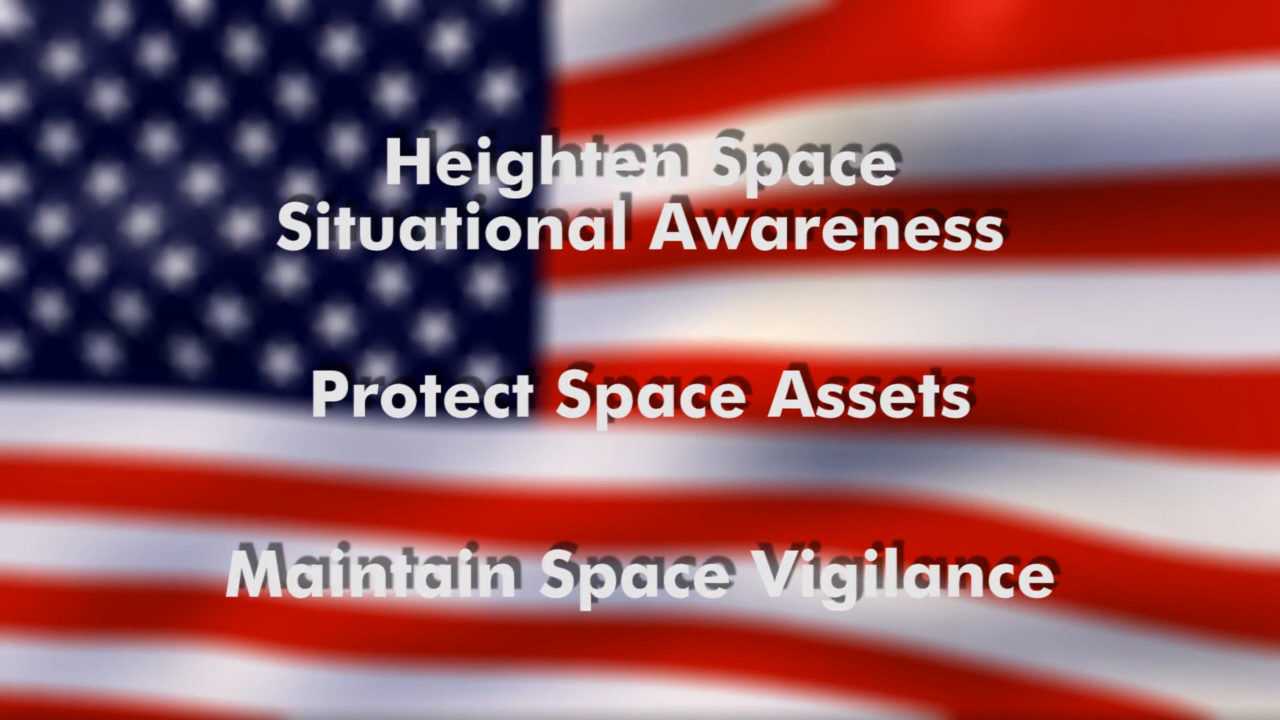 Heighten Space
Situational Awareness
Protect Space Assets
Maintain Space Vigilance